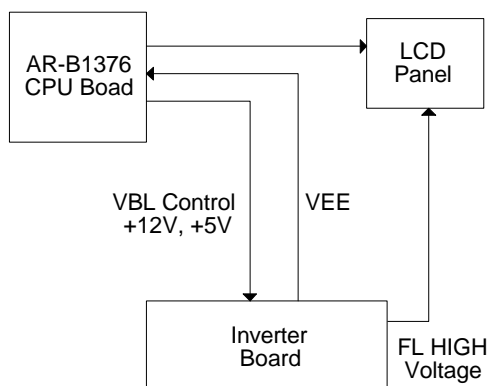 AR-B1376
CPU Boad
LCD
Panel
VBL Control
+12V, +5V
VEE
Inverter
Board
FL HIGH
Voltage